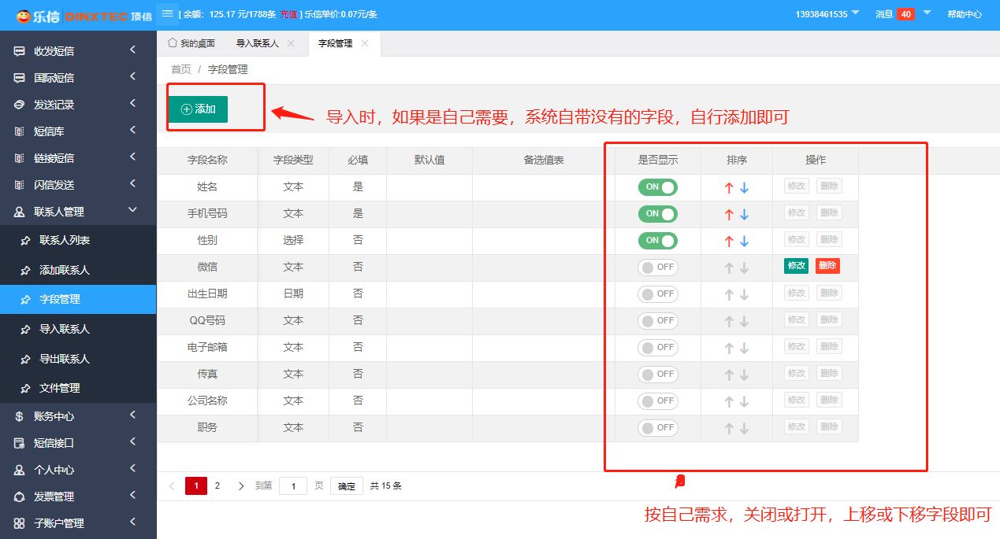 乐信 DINXTEC 顶信
[ 余额: 125.17 元/1788条 充值 ] 乐信单价:0.07元/条
13938461535 消息 40 帮助中心
收发短信
国际短信
发送记录
短信库
链接短信
闪信发送
联系人管理
联系人列表
添加联系人
字段管理
导入联系人
导出联系人
文件管理
账务中心
短信接口
个人中心
发票管理
子账户管理
我的桌面 导入联系人 字段管理
首页 / 字段管理
添加
导入时，如果是自己需要，系统自带没有的字段，自行添加即可
字段名称 字段类型 必填 默认值 备选值表 是否显示 排序 操作
姓名 文本 是 ON 修改 删除
手机号码 文本 是 ON 修改 删除
性别 选择 否 ON 修改 删除
微信 文本 否 OFF 修改 删除
出生日期 日期 否 OFF 修改 删除
QQ号码 文本 否 OFF 修改 删除
电子邮箱 文本 否 OFF 修改 删除
传真 文本 否 OFF 修改 删除
公司名称 文本 否 OFF 修改 删除
职务 文本 否 OFF 修改 删除
1 2 到第 1 页 确定 共 15 条
按自己需求，关闭或打开，上移或下移字段即可